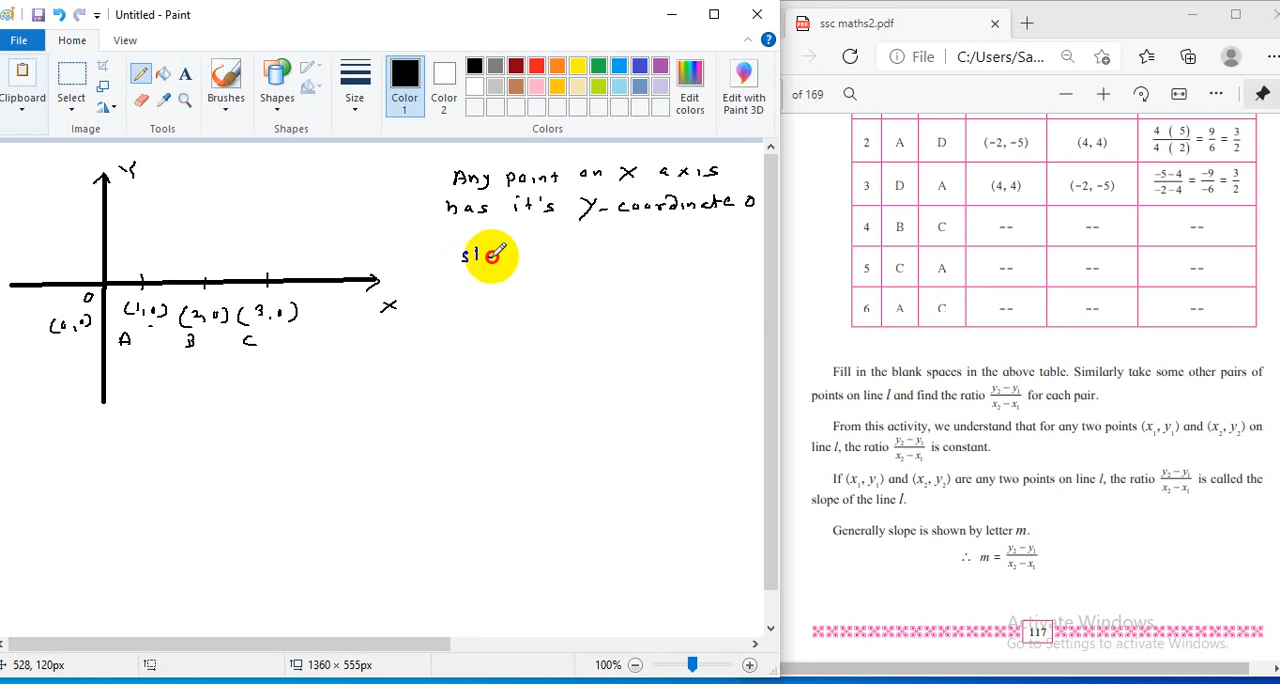 Untitled - Paint
File
Home
View
Clipboard
Select
Image
A
Tools
Brushes
Shapes
Shapes
Size
Color 1
Color 2
Edit colors
Colors
Edit with Paint 3D
Y
Any point on X axis
has it's Y-coordinate 0
sl
0
(0,0)
(1,0) (2,0) (3,0)
X
A B C
528, 120px
1360 × 555px
100%
ssc maths2.pdf
File
C:/Users/Sa...
of 169
2 A D (-2, -5) (4, 4) 4 ( 5) / 4 ( 2) = 9/6 = 3/2
3 D A (4, 4) (-2, -5) -5-4 / -2-4 = -9/-6 = 3/2
4 B C -- -- --
5 C A -- -- --
6 A C -- -- --
Fill in the blank spaces in the above table. Similarly take some other pairs of
points on line l and find the ratio y₂ – y₁ / x₂ – x₁ for each pair.
From this activity, we understand that for any two points (x₁, y₁) and (x₂, y₂) on
line l, the ratio y₂ – y₁ / x₂ – x₁ is constant.
If (x₁, y₁) and (x₂, y₂) are any two points on line l, the ratio y₂ – y₁ / x₂ – x₁ is called the
slope of the line l.
Generally slope is shown by letter m.
∴ m = y₂ – y₁ / x₂ – x₁
Activate Windows
117
Go to Settings to activate Windows.